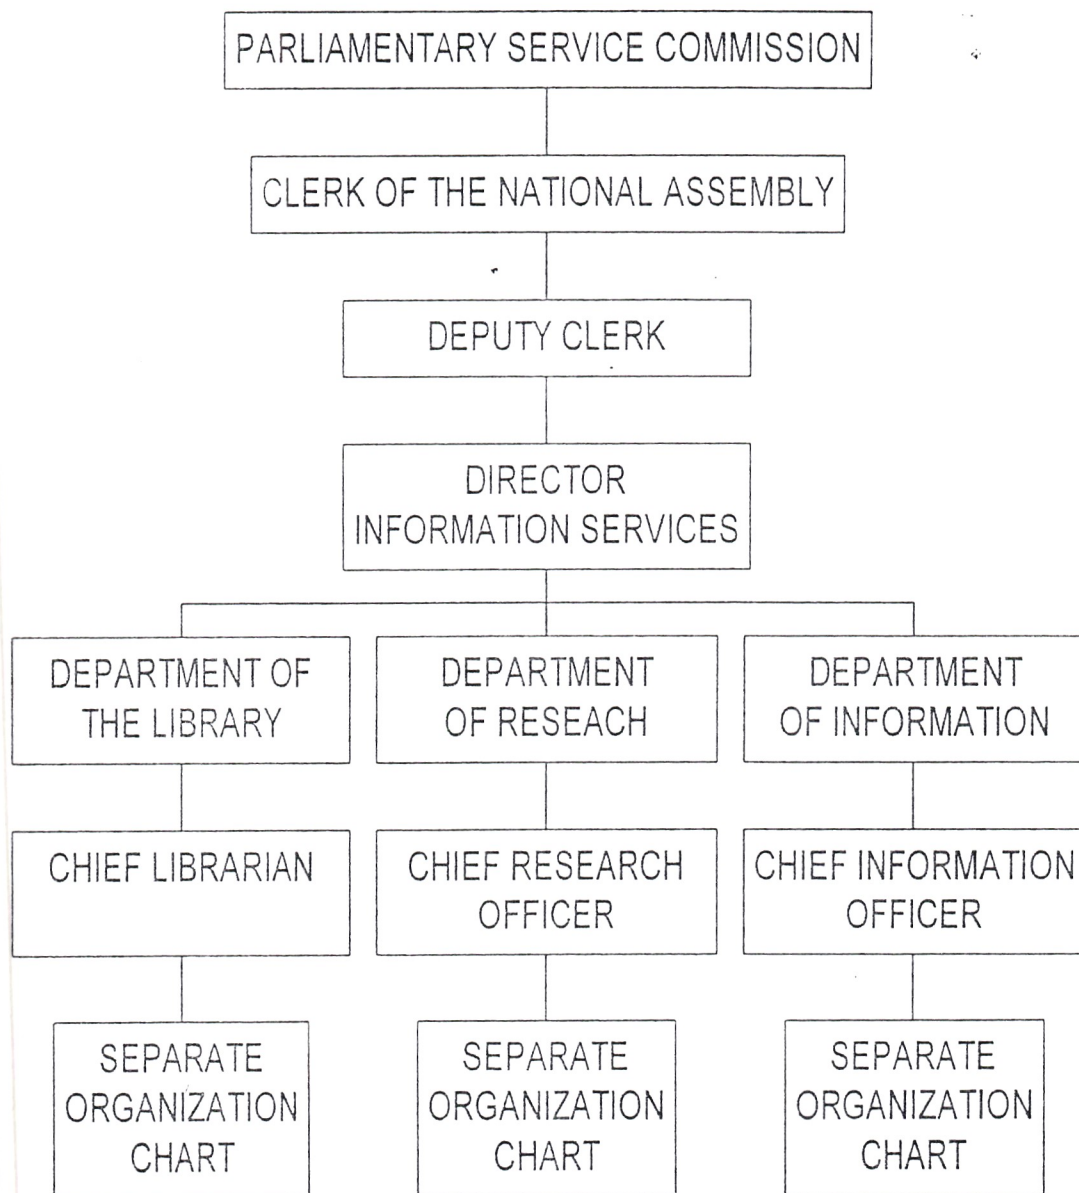 PARLIAMENTARY SERVICE COMMISSION
CLERK OF THE NATIONAL ASSEMBLY
DEPUTY CLERK
DIRECTOR
INFORMATION SERVICES
DEPARTMENT OF
THE LIBRARY
DEPARTMENT
OF RESEACH
DEPARTMENT
OF INFORMATION
CHIEF LIBRARIAN
CHIEF RESEARCH
OFFICER
CHIEF INFORMATION
OFFICER
SEPARATE
ORGANIZATION
CHART
SEPARATE
ORGANIZATION
CHART
SEPARATE
ORGANIZATION
CHART